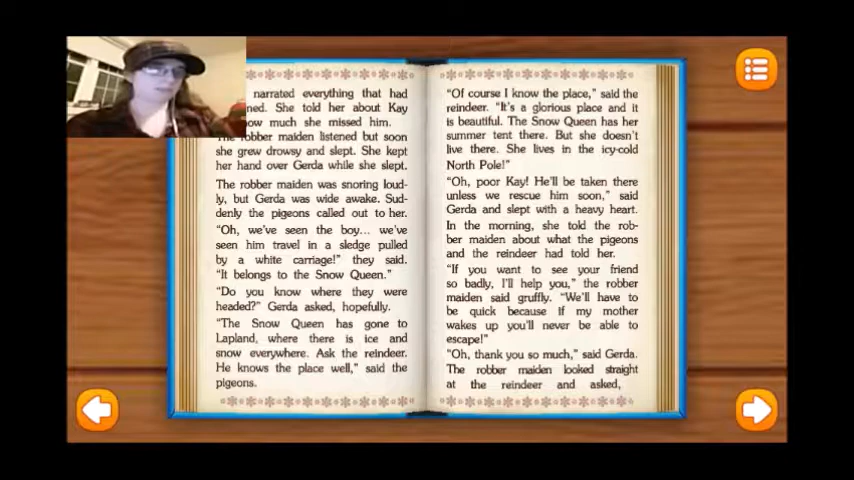 narrated everything that had
ned. She told her about Kay
ow much she missed him.
The robber maiden listened but soon
she grew drowsy and slept. She kept
her hand over Gerda while she slept.
The robber maiden was snoring loud-
ly, but Gerda was wide awake. Sud-
denly the pigeons called out to her.
"Oh, we've seen the boy... we've
seen him travel in a sledge pulled
by a white carriage!" they said.
"It belongs to the Snow Queen."
"Do you know where they were
headed?" Gerda asked, hopefully.
"The Snow Queen has gone to
Lapland, where there is ice and
snow everywhere. Ask the reindeer.
He knows the place well," said the
pigeons.
"Of course I know the place," said the
reindeer. "It's a glorious place and it
is beautiful. The Snow Queen has her
summer tent there. But she doesn't
live there. She lives in the icy-cold
North Pole!"
"Oh, poor Kay! He'll be taken there
unless we rescue him soon," said
Gerda and slept with a heavy heart.
In the morning, she told the rob-
ber maiden about what the pigeons
and the reindeer had told her.
"If you want to see your friend
so badly, I'll help you," the robber
maiden said gruffly. "We'll have to
be quick because if my mother
wakes up you'll never be able to
escape!"
"Oh, thank you so much," said Gerda.
The robber maiden looked straight
at the reindeer and asked,